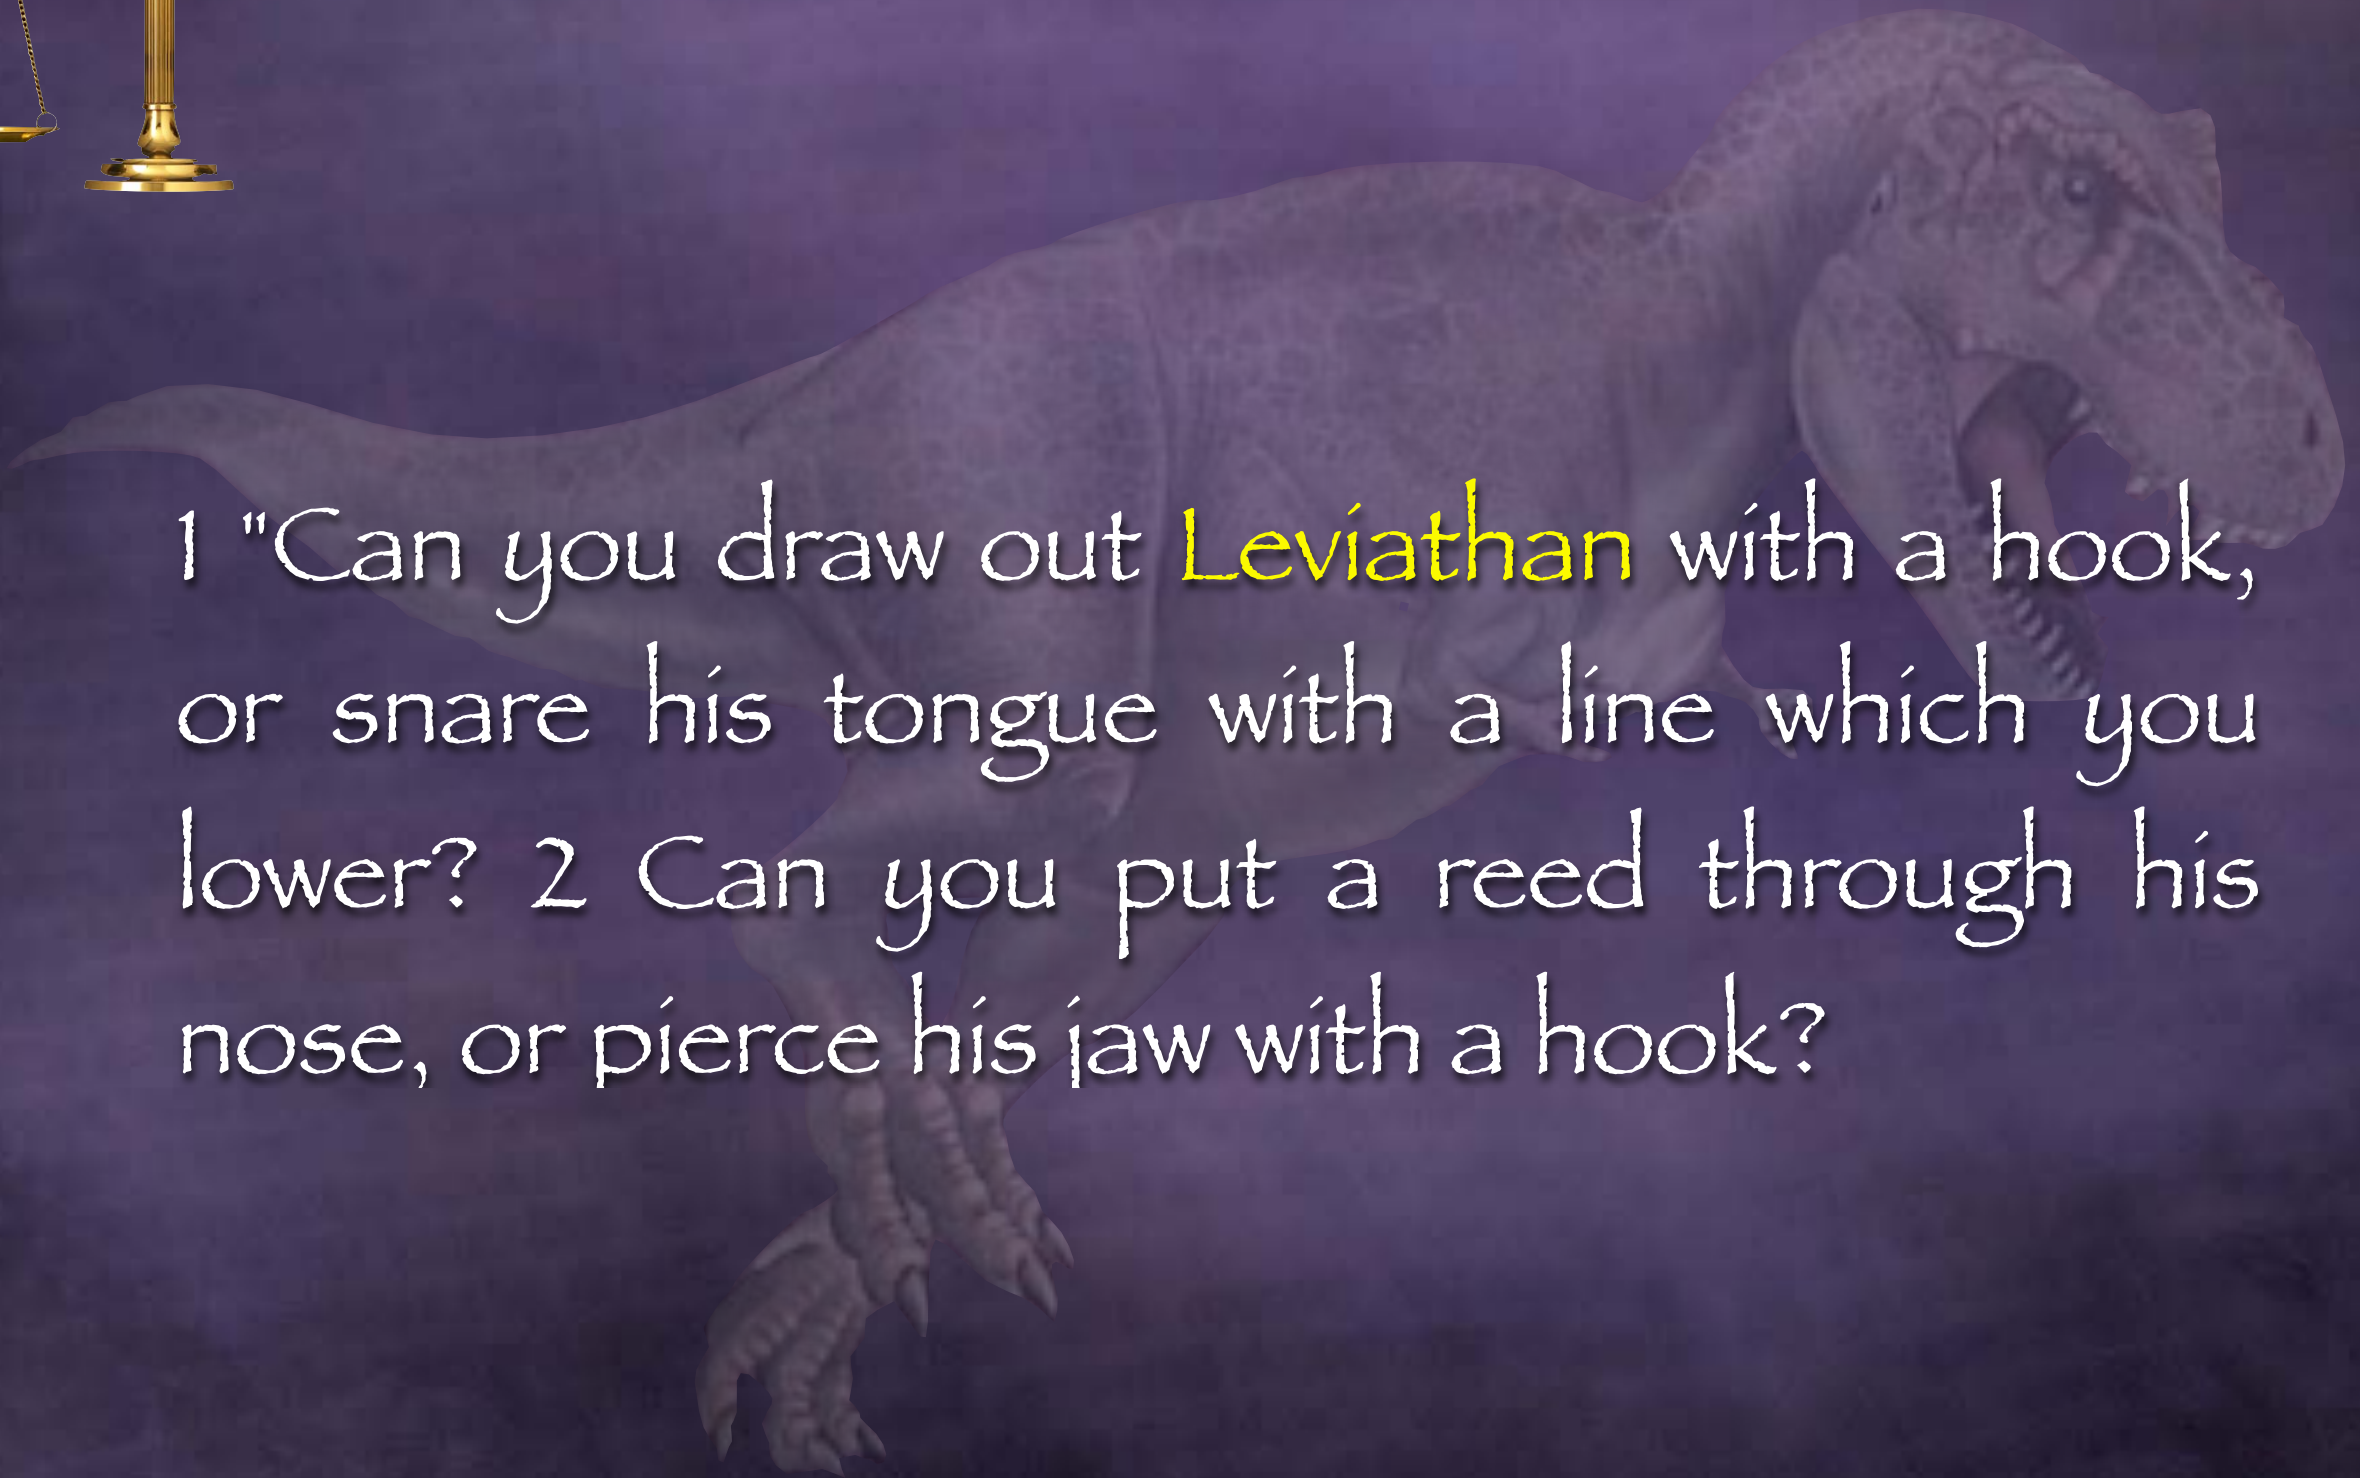 1 "Can you draw out Leviathan with a hook,
or snare his tongue with a line which you
lower? 2 Can you put a reed through his
nose, or pierce his jaw with a hook?